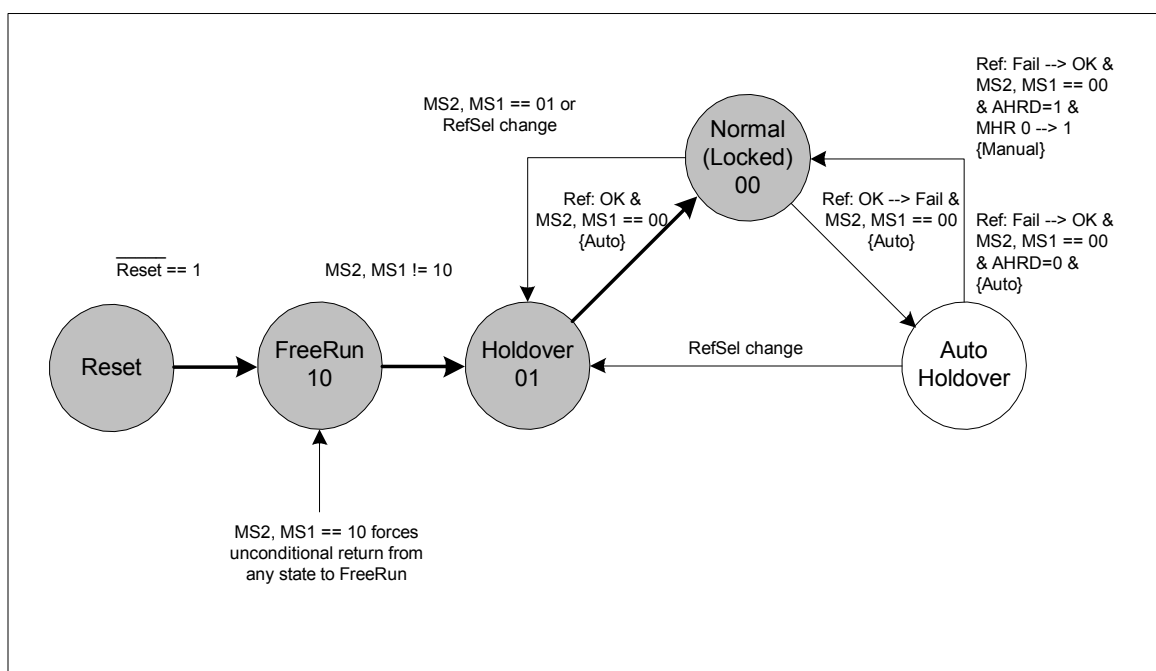 Ref: Fail --> OK &
MS2, MS1 == 00
& AHRD=1 &
MHR 0 --> 1
{Manual}
MS2, MS1 == 01 or
RefSel change
Normal
(Locked)
00
Ref: OK &
MS2, MS1 == 00
{Auto}
Ref: OK --> Fail &
MS2, MS1 == 00
{Auto}
Ref: Fail --> OK &
MS2, MS1 == 00
& AHRD=0 &
{Auto}
Reset == 1
MS2, MS1 != 10
Reset
FreeRun
10
Holdover
01
RefSel change
Auto
Holdover
MS2, MS1 == 10 forces
unconditional return from
any state to FreeRun